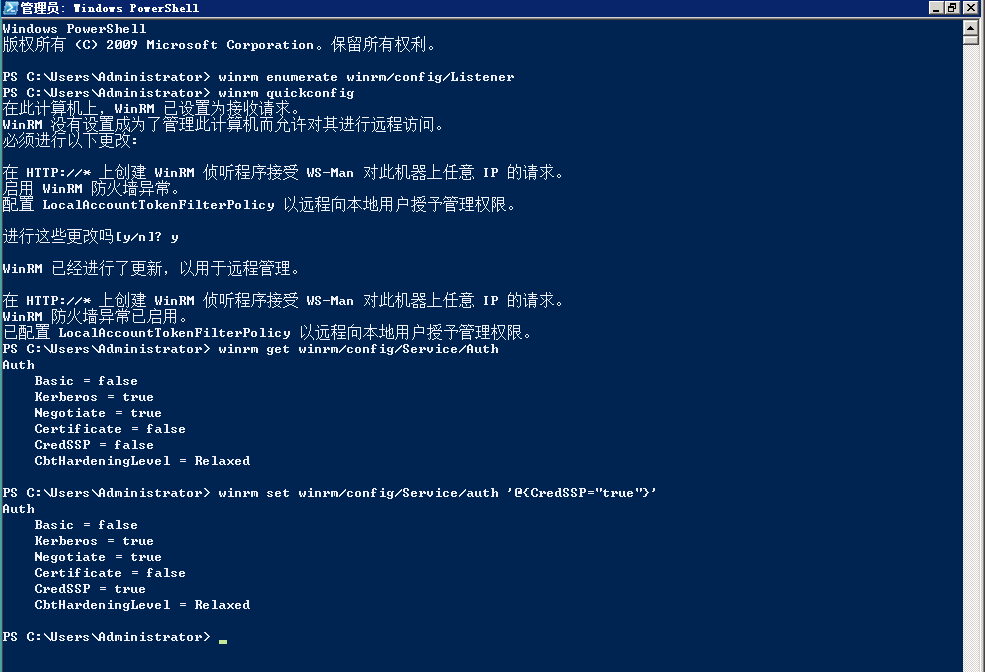 管理员: Windows PowerShell
Windows PowerShell
版权所有 (C) 2009 Microsoft Corporation。保留所有权利。
PS C:\Users\Administrator> winrm enumerate winrm/config/Listener
PS C:\Users\Administrator> winrm quickconfig
在此计算机上，WinRM 已设置为接收请求。
WinRM 没有设置成为了管理此计算机而允许对其进行远程访问。
必须进行以下更改:
在 HTTP://* 上创建 WinRM 侦听程序接受 WS-Man 对此机器上任意 IP 的请求。
启用 WinRM 防火墙异常。
配置 LocalAccountTokenFilterPolicy 以远程向本地用户授予管理权限。
进行这些更改吗[y/n]? y
WinRM 已经进行了更新，以用于远程管理。
在 HTTP://* 上创建 WinRM 侦听程序接受 WS-Man 对此机器上任意 IP 的请求。
WinRM 防火墙异常已启用。
已配置 LocalAccountTokenFilterPolicy 以远程向本地用户授予管理权限。
PS C:\Users\Administrator> winrm get winrm/config/Service/Auth
Auth
    Basic = false
    Kerberos = true
    Negotiate = true
    Certificate = false
    CredSSP = false
    CbtHardeningLevel = Relaxed
PS C:\Users\Administrator> winrm set winrm/config/Service/auth '@{CredSSP="true"}'
Auth
    Basic = false
    Kerberos = true
    Negotiate = true
    Certificate = false
    CredSSP = true
    CbtHardeningLevel = Relaxed
PS C:\Users\Administrator>